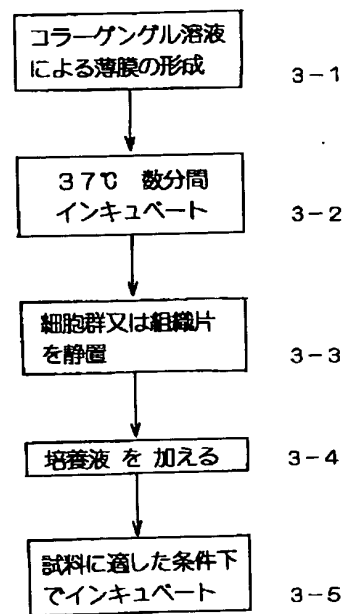 コラーゲングル溶液
による薄膜の形成
3-1
37℃ 数分間
インキュベート
3-2
細胞群又は組織片
を静置
3-3
培養液 を 加える
3-4
試料に適した条件下
でインキュベート
3-5